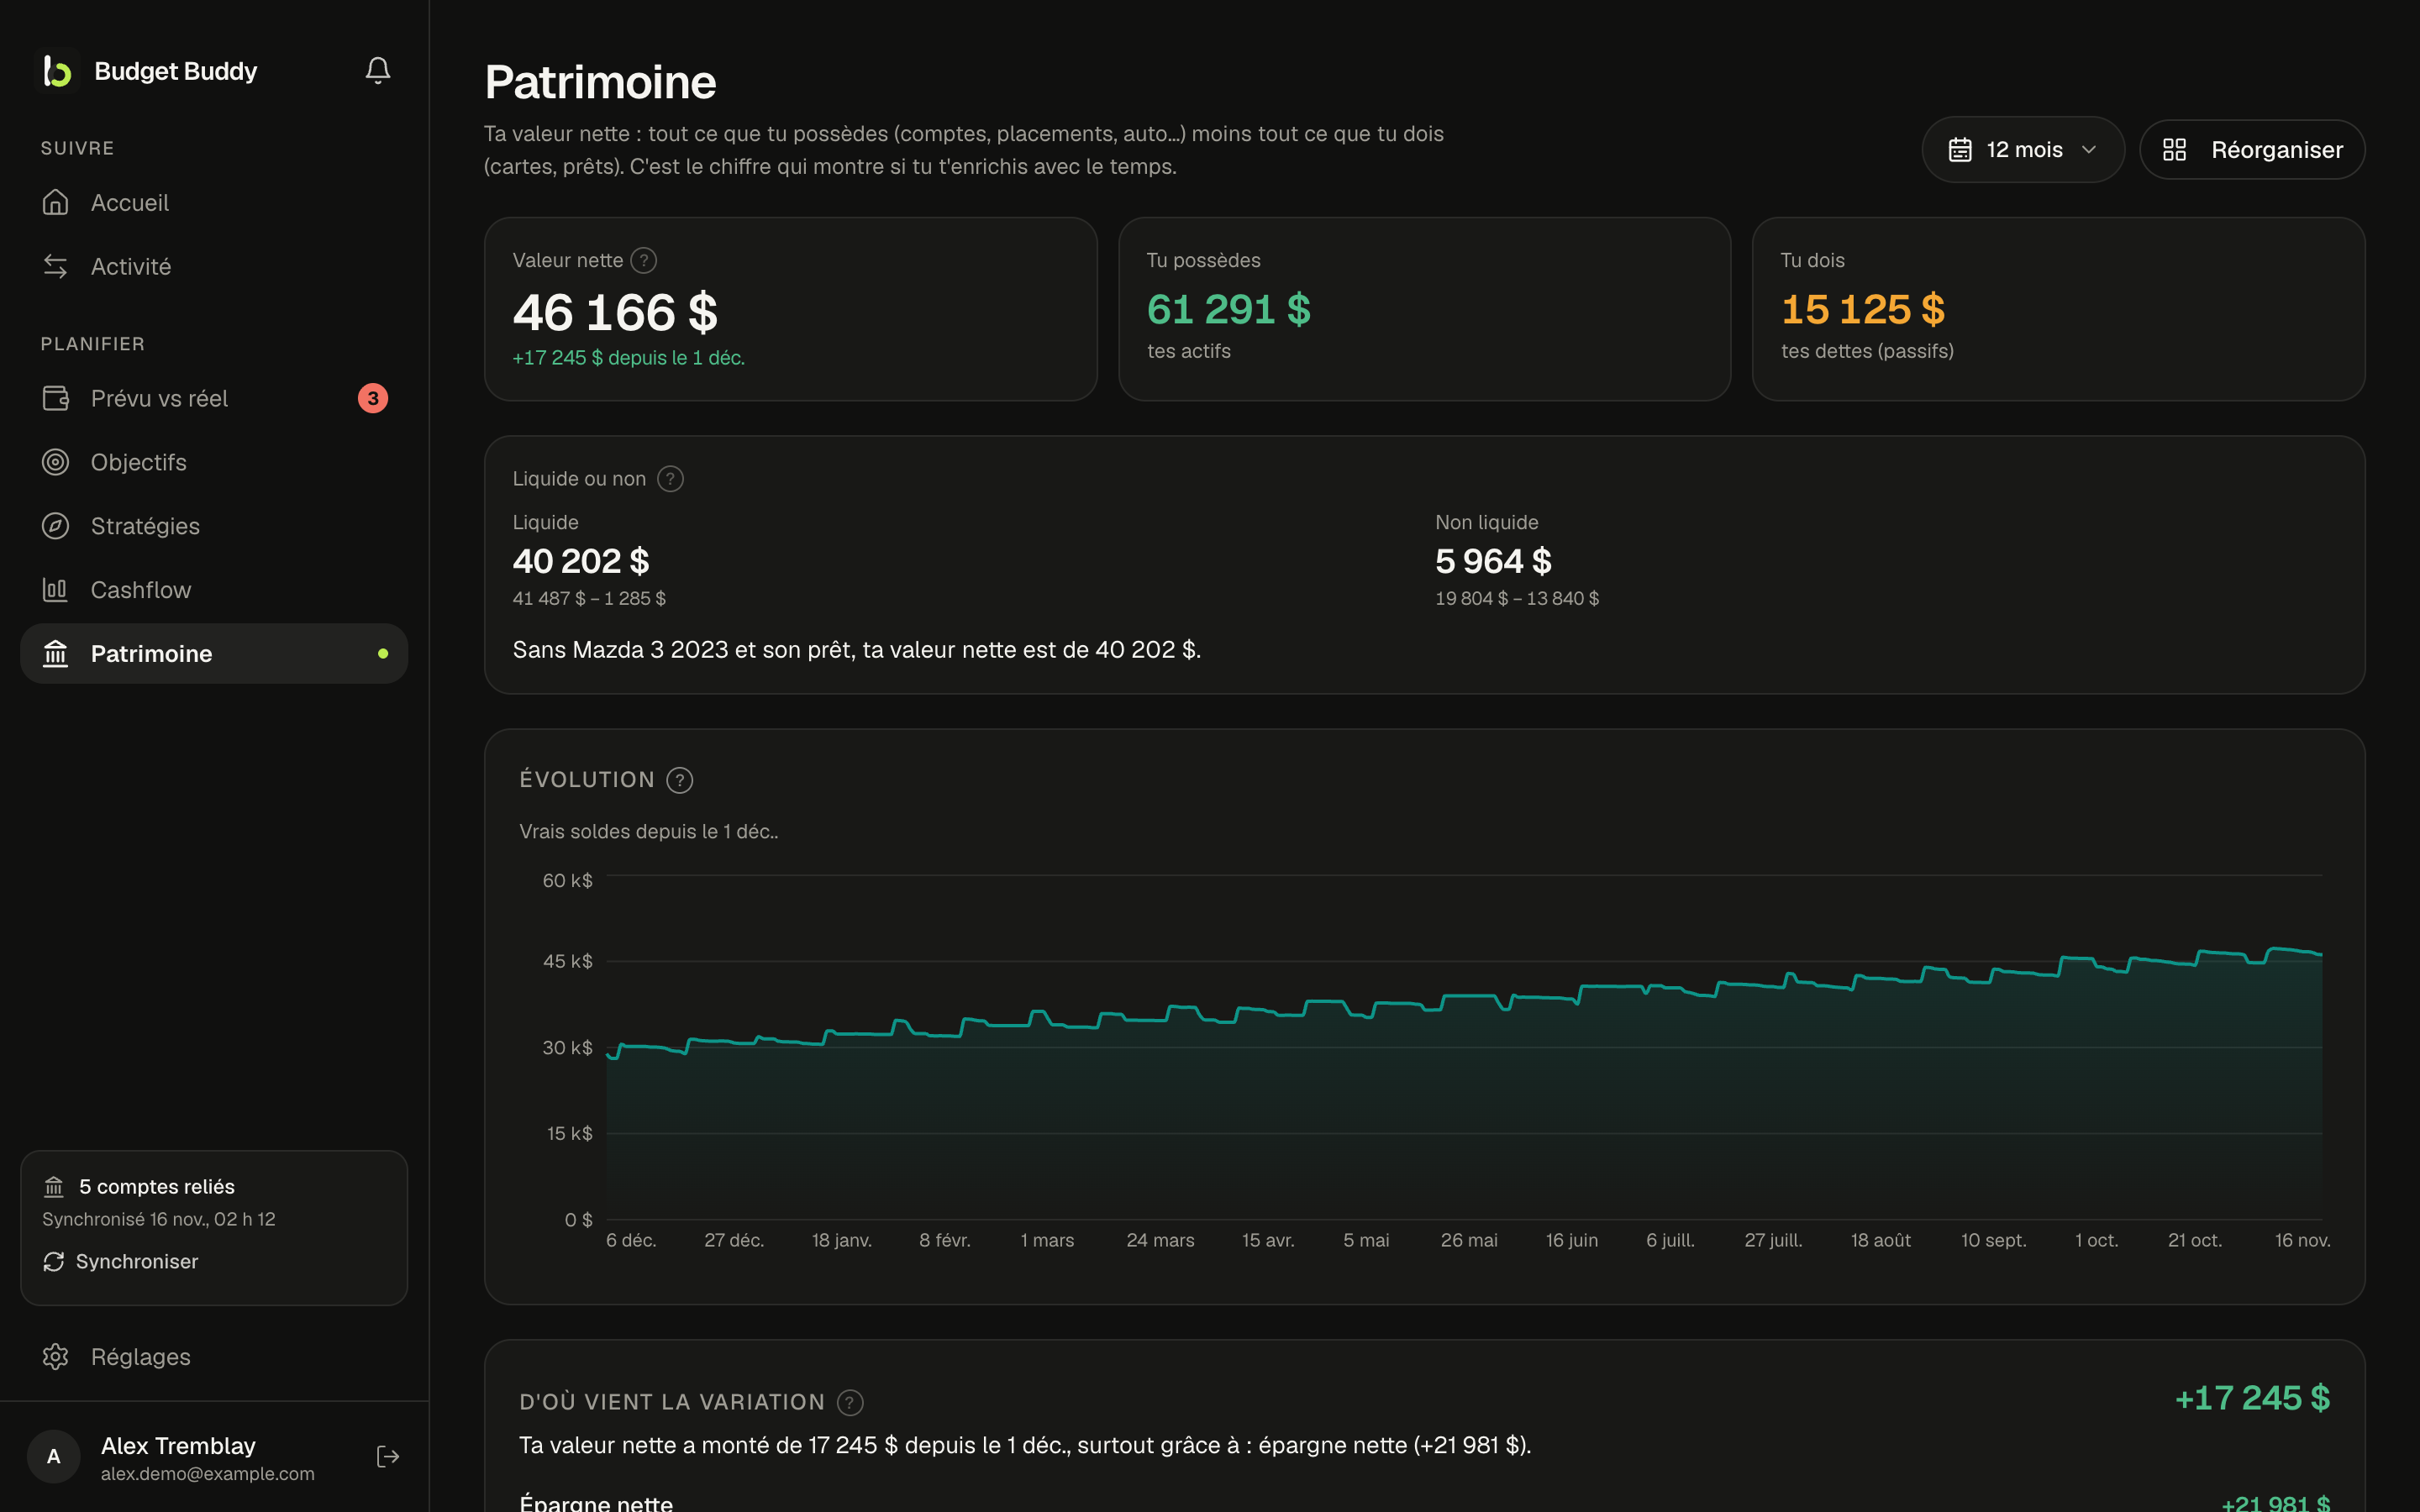 Budget Buddy
SUIVRE
Accueil
Activité
PLANIFIER
Prévu vs réel
3
Objectifs
Stratégies
Cashflow
Patrimoine
5 comptes reliés
Synchronisé 16 nov., 02 h 12
Synchroniser
Réglages
A
Alex Tremblay
alex.demo@example.com
Patrimoine
Ta valeur nette : tout ce que tu possèdes (comptes, placements, auto…) moins tout ce que tu dois
(cartes, prêts). C'est le chiffre qui montre si tu t'enrichis avec le temps.
12 mois
Réorganiser
Valeur nette ?
46 166 $
+17 245 $ depuis le 1 déc.
Tu possèdes
61 291 $
tes actifs
Tu dois
15 125 $
tes dettes (passifs)
Liquide ou non ?
Liquide
40 202 $
41 487 $ – 1 285 $
Non liquide
5 964 $
19 804 $ – 13 840 $
Sans Mazda 3 2023 et son prêt, ta valeur nette est de 40 202 $.
ÉVOLUTION ?
Vrais soldes depuis le 1 déc..
60 k$
45 k$
30 k$
15 k$
0 $
6 déc. 27 déc. 18 janv. 8 févr. 1 mars 24 mars 15 avr. 5 mai 26 mai 16 juin 6 juill. 27 juill. 18 août 10 sept. 1 oct. 21 oct. 16 nov.
D'OÙ VIENT LA VARIATION ?
+17 245 $
Ta valeur nette a monté de 17 245 $ depuis le 1 déc., surtout grâce à : épargne nette (+21 981 $).
Épargne nette
+21 981 $